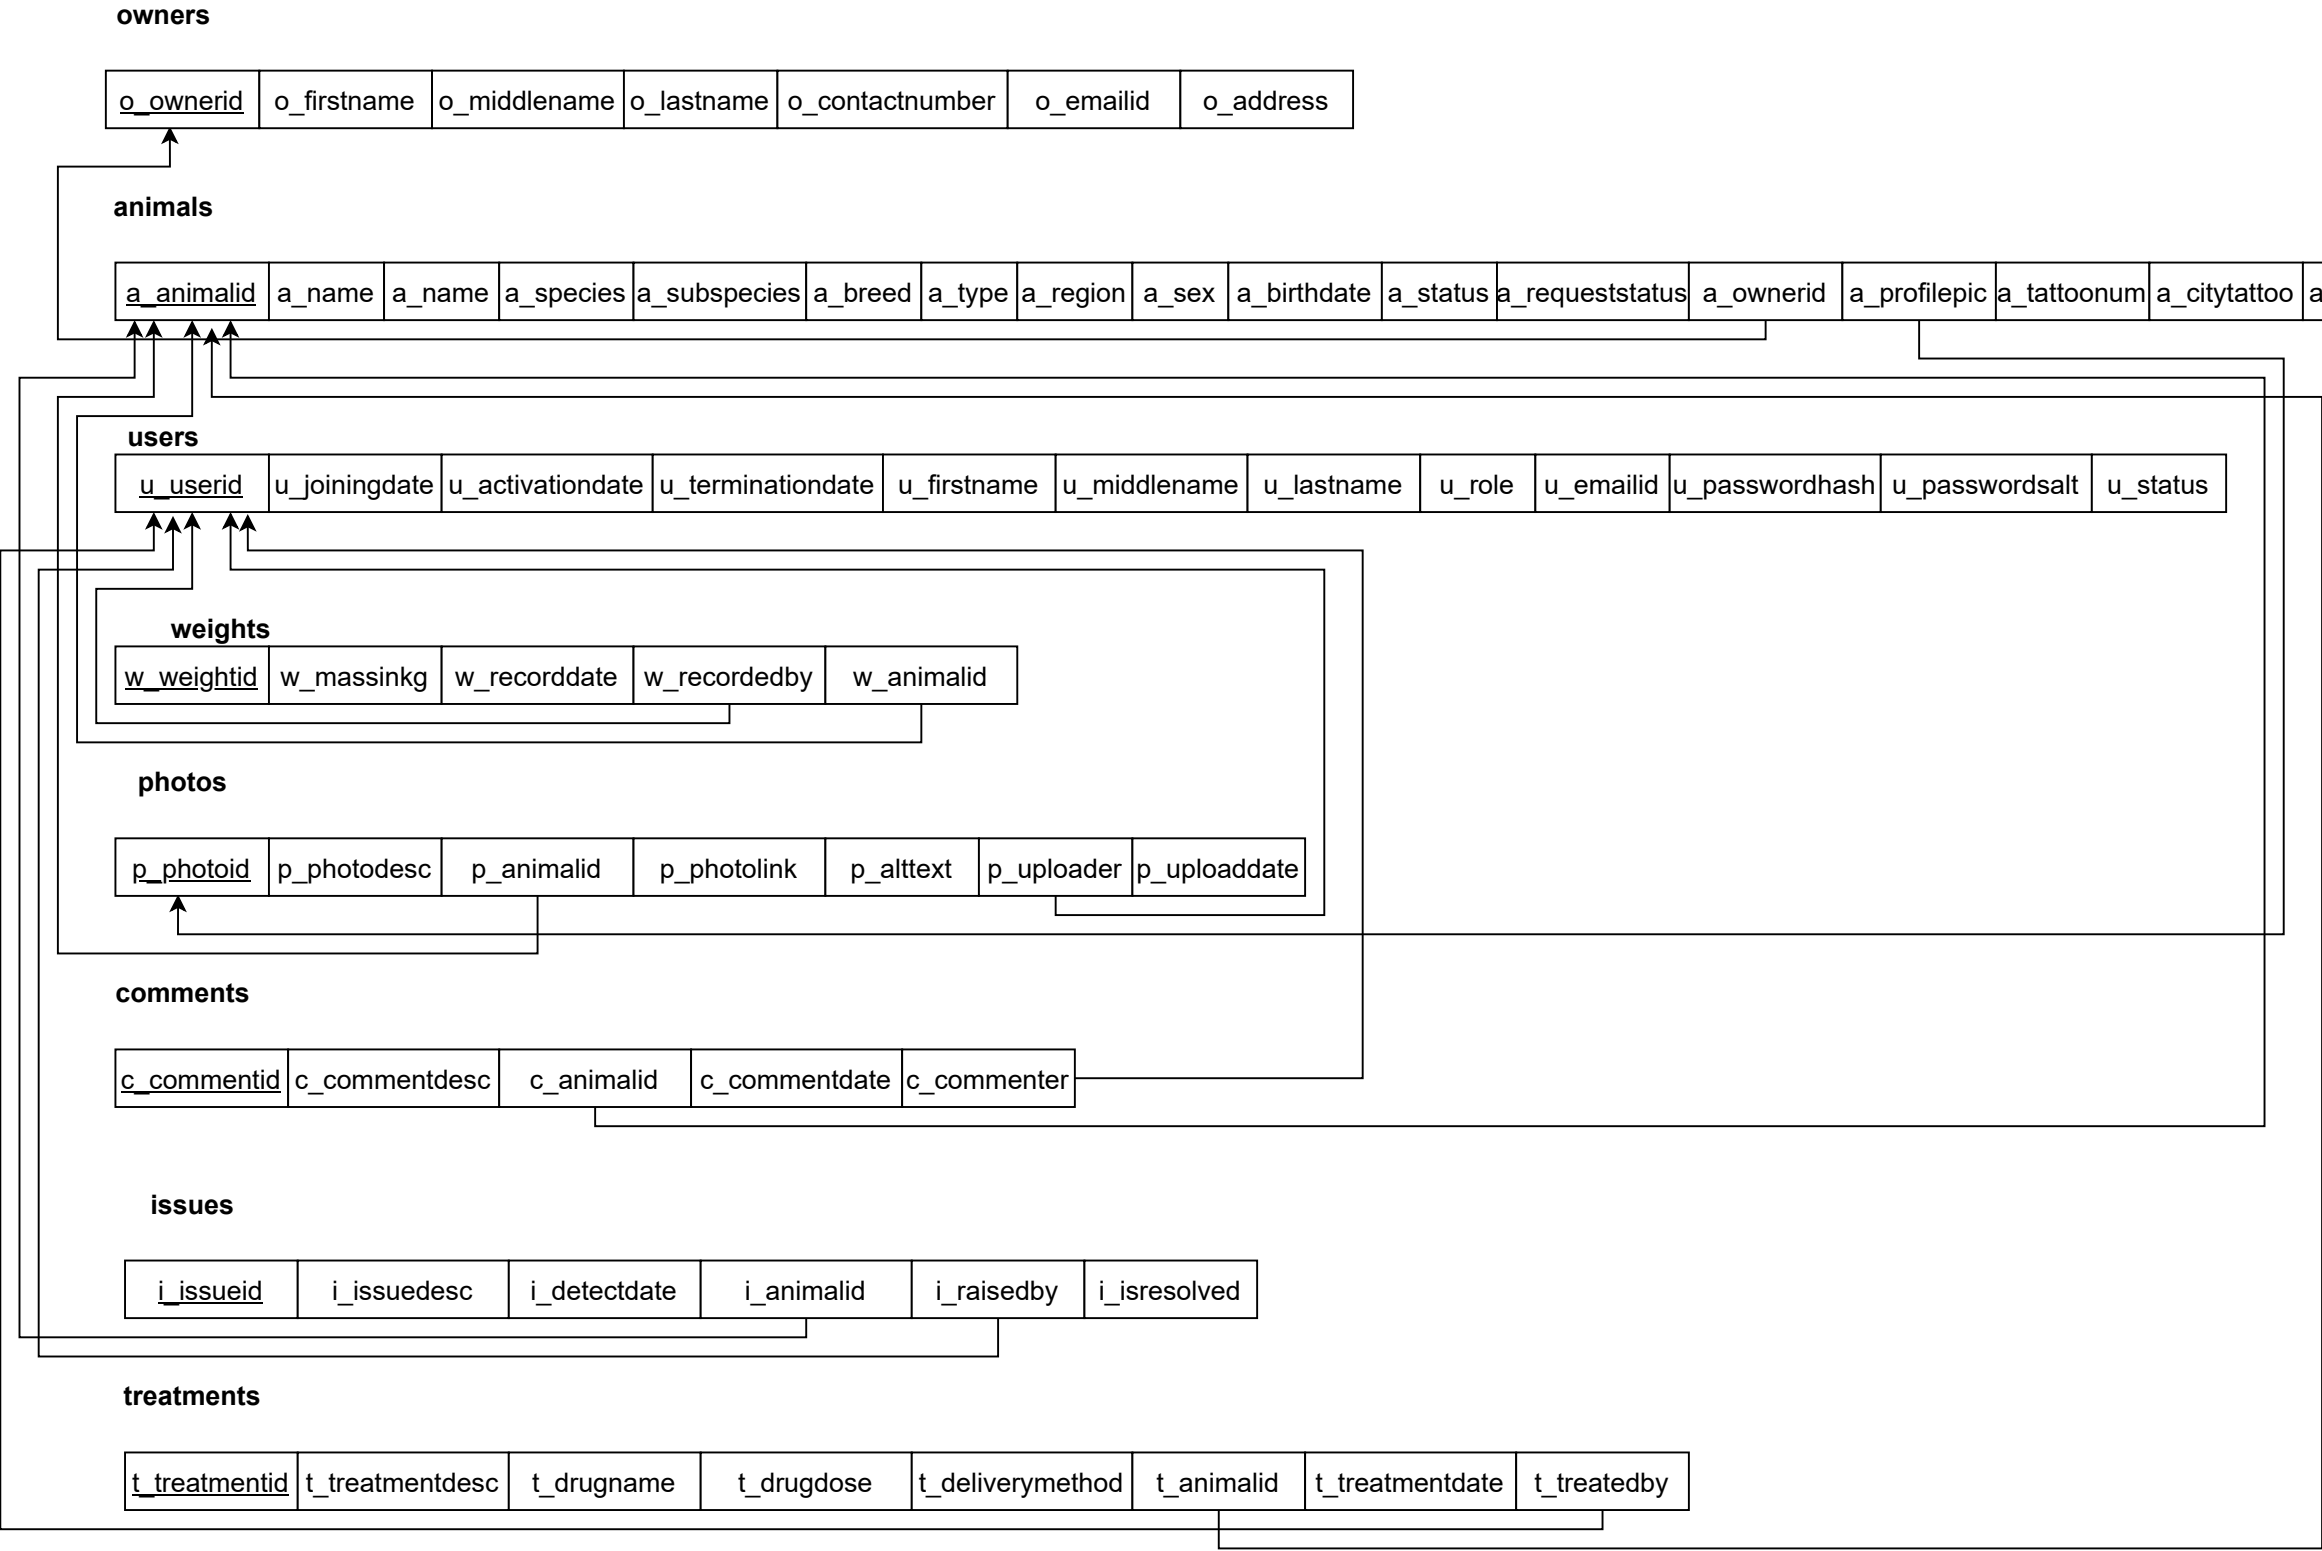 owners
o_ownerid o_firstname o_middlename o_lastname o_contactnumber o_emailid o_address
animals
a_animalid a_name a_name a_species a_subspecies a_breed a_type a_region a_sex a_birthdate a_status a_requeststatus a_ownerid a_profilepic a_tattoonum a_citytattoo
users
u_userid u_joiningdate u_activationdate u_terminationdate u_firstname u_middlename u_lastname u_role u_emailid u_passwordhash u_passwordsalt u_status
weights
w_weightid w_massinkg w_recorddate w_recordedby w_animalid
photos
p_photoid p_photodesc p_animalid p_photolink p_alttext p_uploader p_uploaddate
comments
c_commentid c_commentdesc c_animalid c_commentdate c_commenter
issues
i_issueid i_issuedesc i_detectdate i_animalid i_raisedby i_isresolved
treatments
t_treatmentid t_treatmentdesc t_drugname t_drugdose t_deliverymethod t_animalid t_treatmentdate t_treatedby